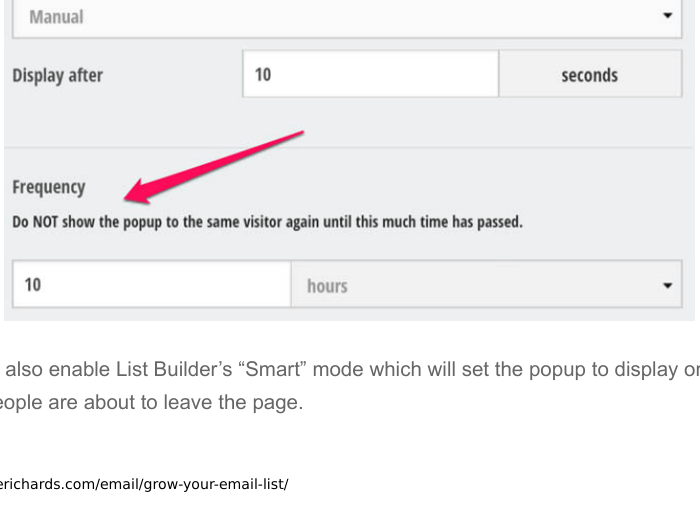 Manual
Display after 10 seconds
Frequency
Do NOT show the popup to the same visitor again until this much time has passed.
10 hours
also enable List Builder’s “Smart” mode which will set the popup to display
are about to leave the page.
erichards.com/email/grow-your-email-list/